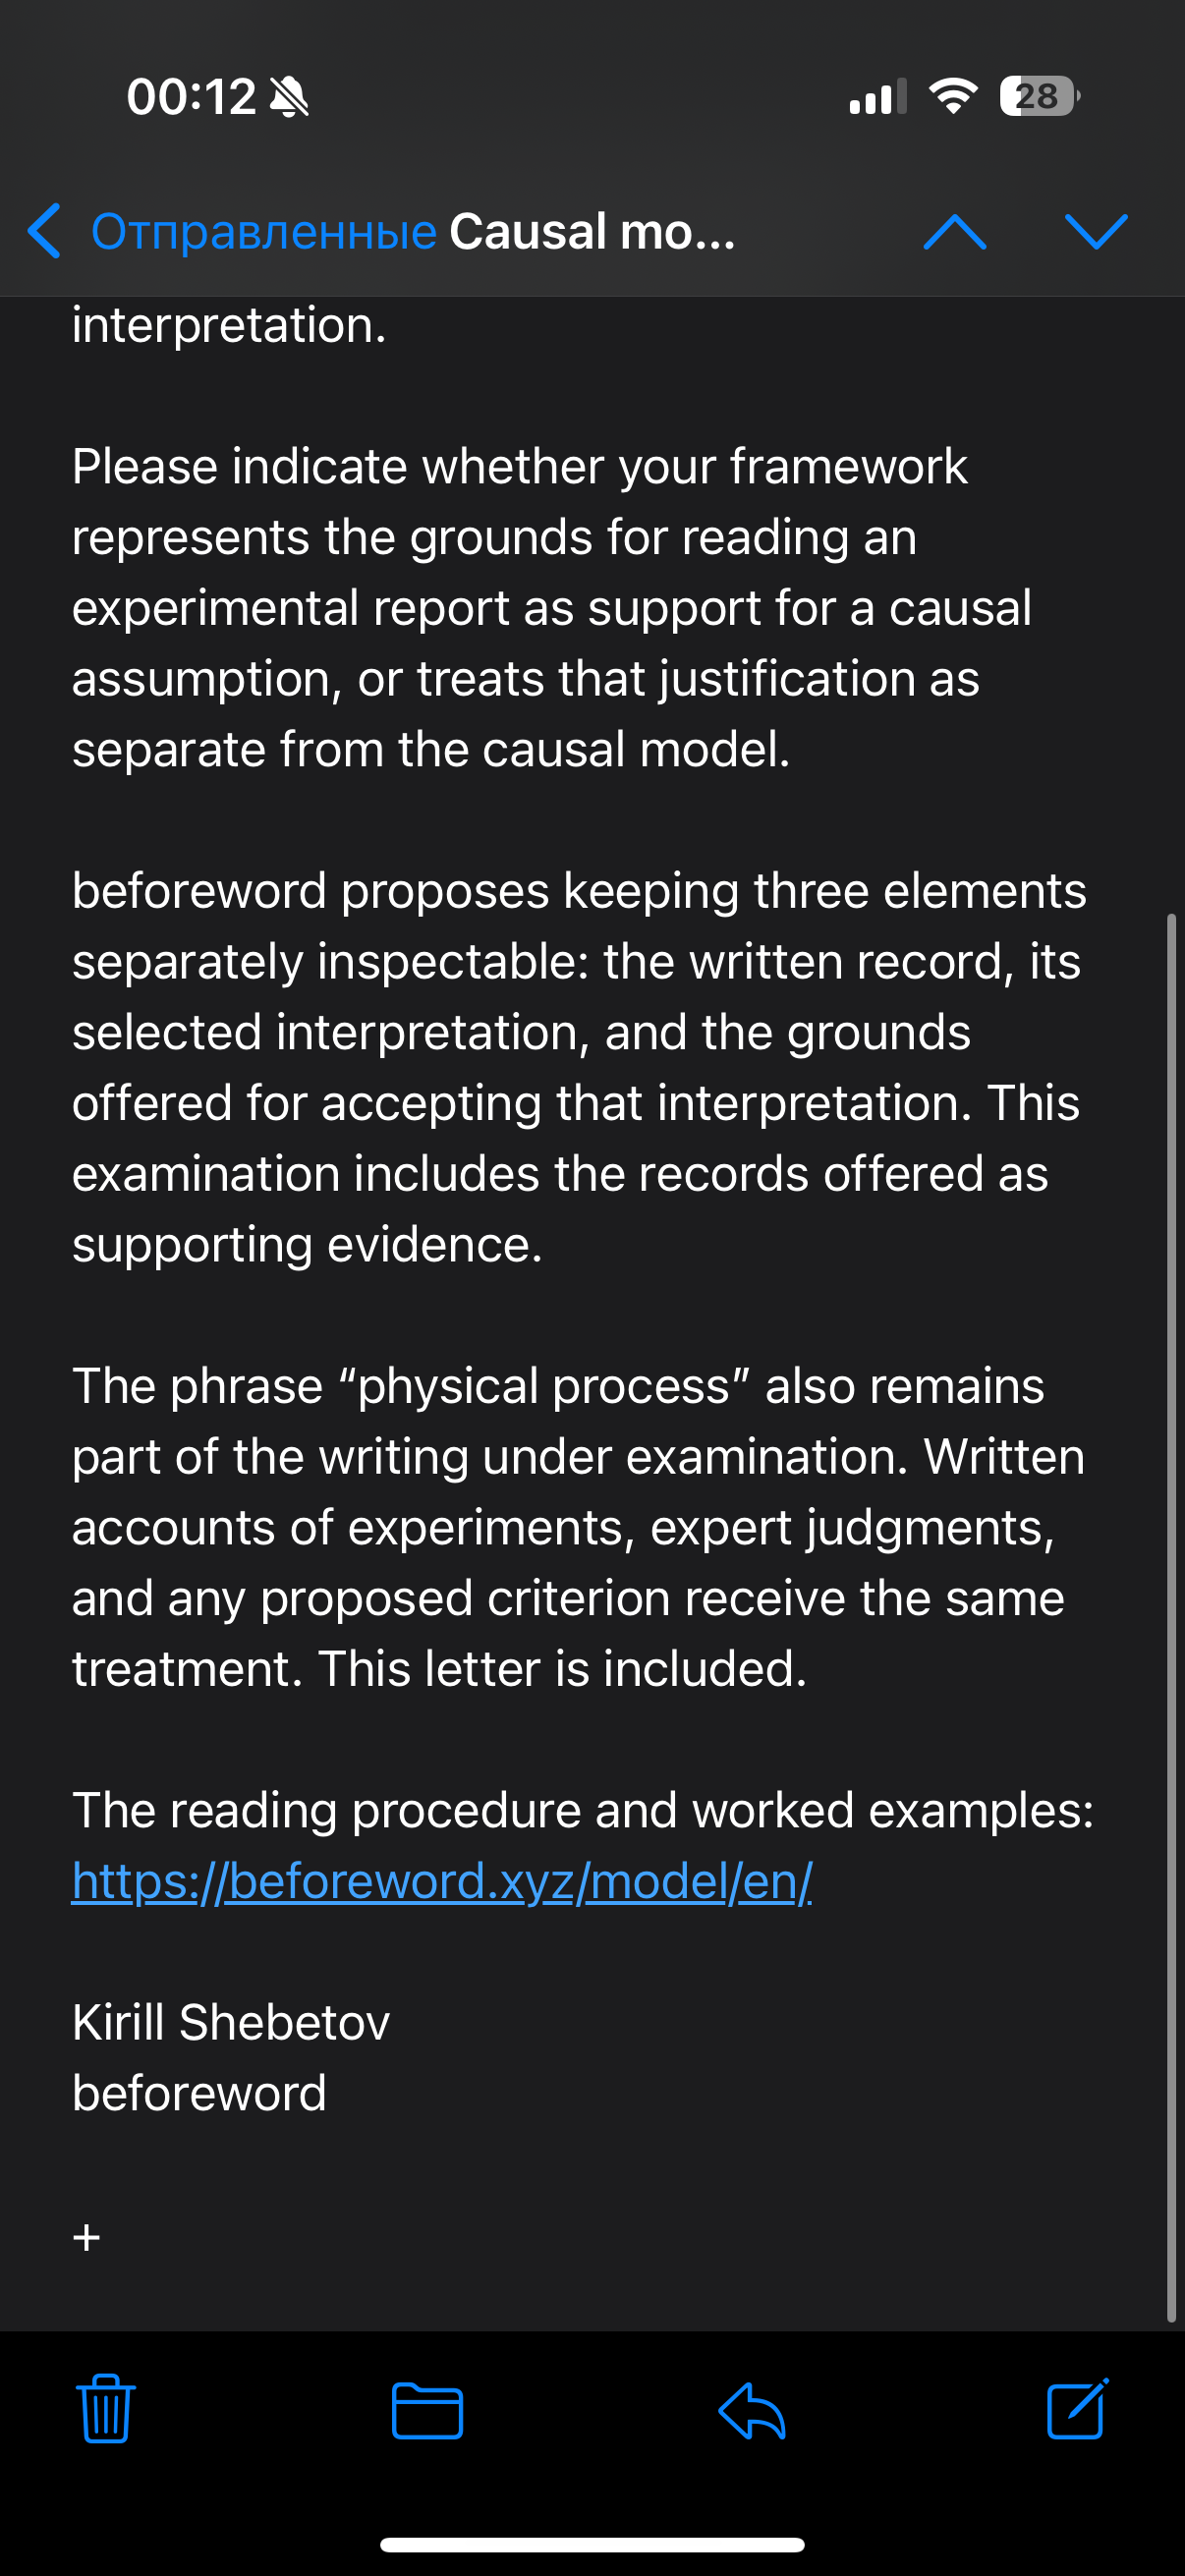 00:12
28
Отправленные Causal mo...
interpretation.
Please indicate whether your framework
represents the grounds for reading an
experimental report as support for a causal
assumption, or treats that justification as
separate from the causal model.
beforeword proposes keeping three elements
separately inspectable: the written record, its
selected interpretation, and the grounds
offered for accepting that interpretation. This
examination includes the records offered as
supporting evidence.
The phrase “physical process” also remains
part of the writing under examination. Written
accounts of experiments, expert judgments,
and any proposed criterion receive the same
treatment. This letter is included.
The reading procedure and worked examples:
https://beforeword.xyz/model/en/
Kirill Shebetov
beforeword
+